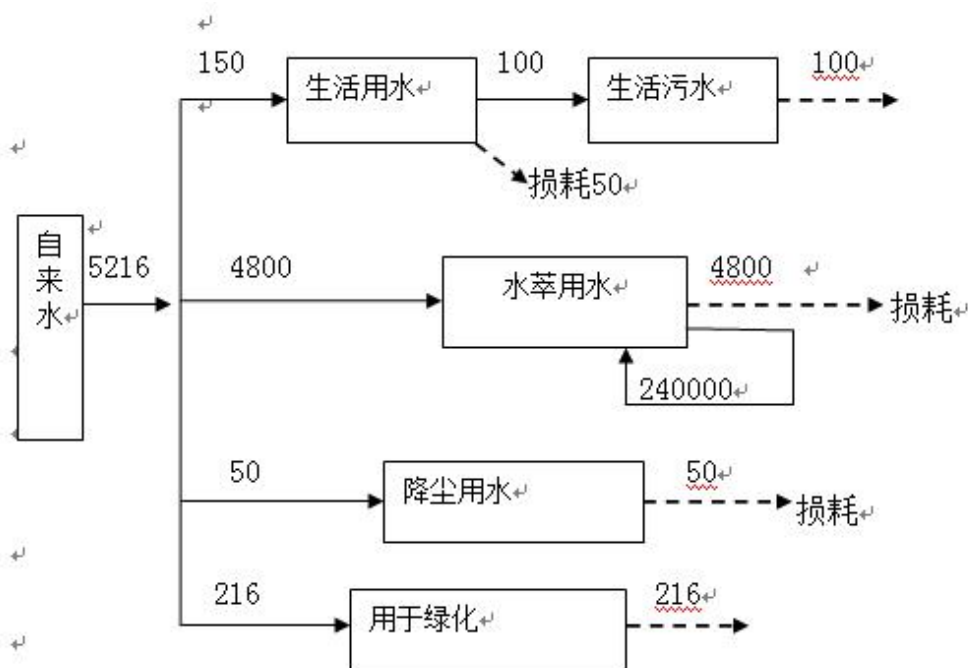 150
生活用水
100
生活污水
100
损耗50
自来水
5216
4800
水萃用水
4800
损耗
240000
50
降尘用水
50
损耗
216
用于绿化
216